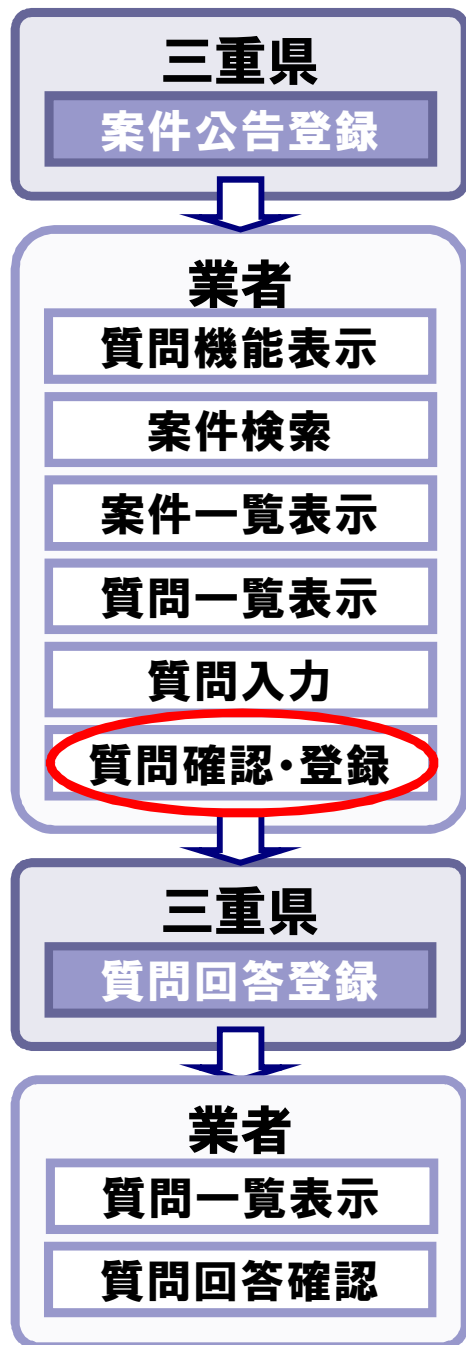 三重県
案件公告登録
業者
質問機能表示
案件検索
案件一覧表示
質問一覧表示
質問入力
質問確認・登録
三重県
質問回答登録
業者
質問一覧表示
質問回答確認